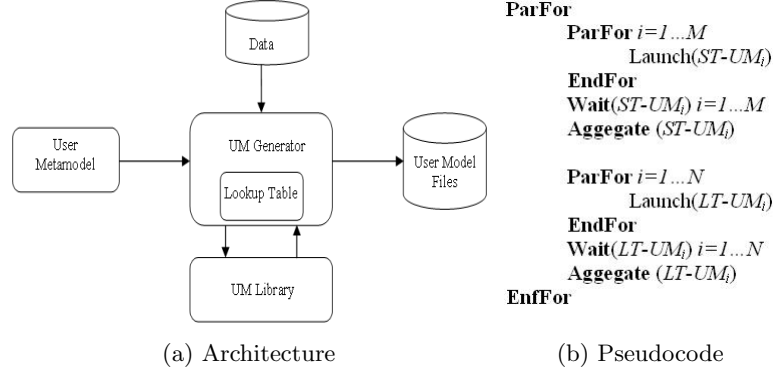 Data
User
Metamodel
UM Generator
Lookup Table
User Model
Files
UM Library
(a) Architecture
ParFor
ParFor i=1...M
Launch(ST-UMi)
EndFor
Wait(ST-UMi) i=1...M
Aggegate (ST-UMi)
ParFor i=1...N
Launch(LT-UMi)
EndFor
Wait(LT-UMi) i=1...N
Aggegate (LT-UMi)
EnfFor
(b) Pseudocode